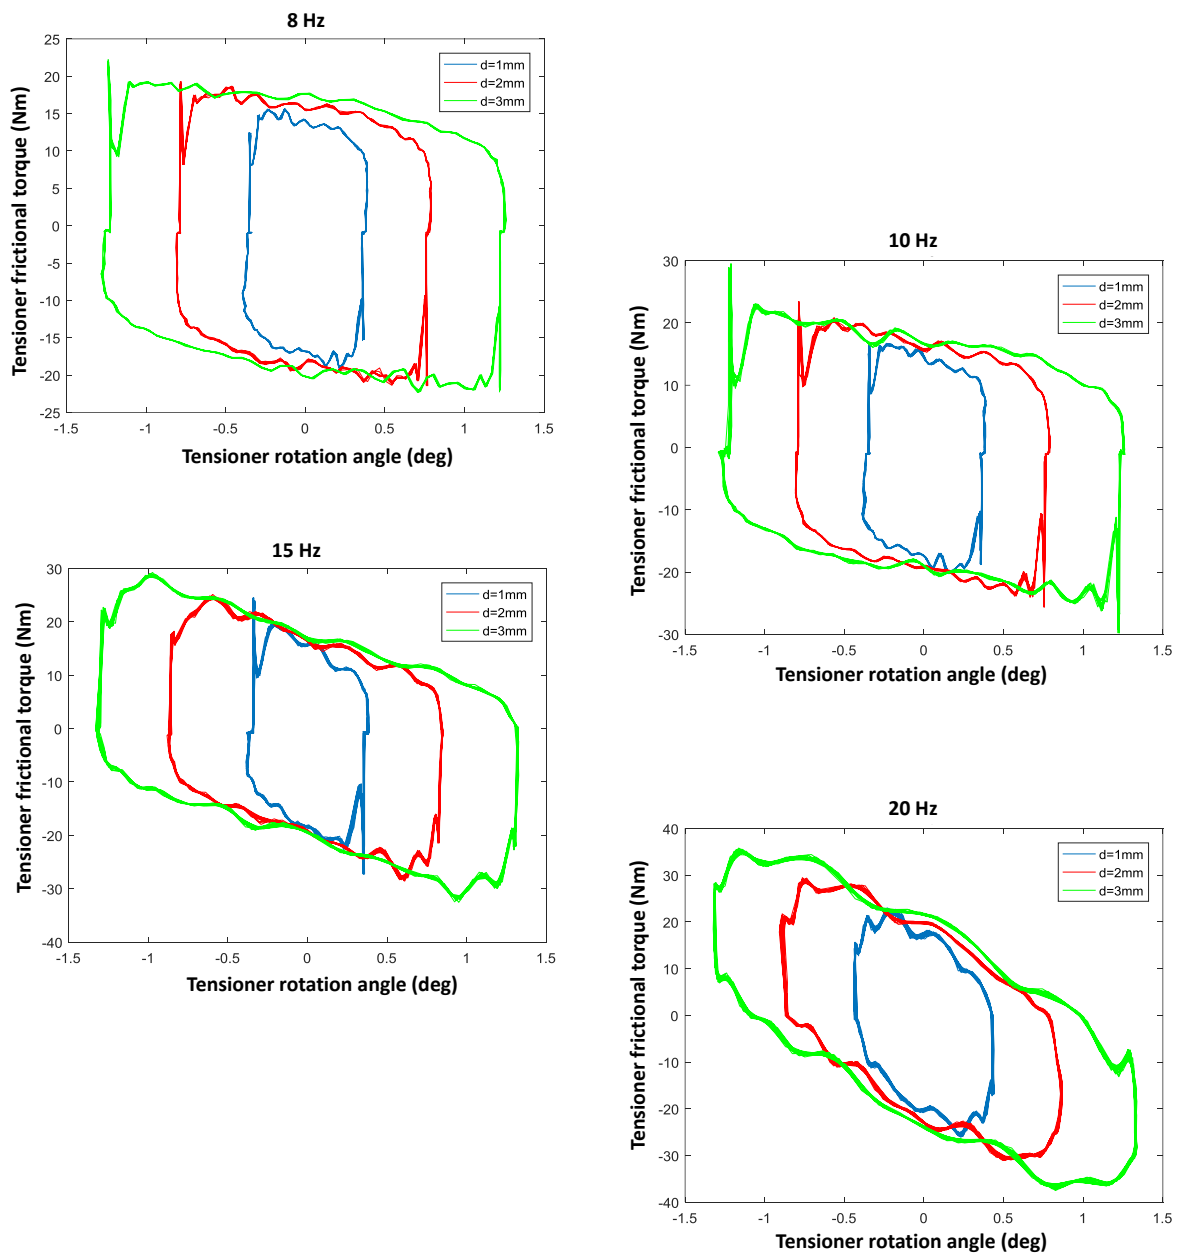 8 Hz
25
20
15
10
5
0
-5
-10
-15
-20
-25
-1.5 -1 -0.5 0 0.5 1 1.5
Tensioner frictional torque (Nm)
Tensioner rotation angle (deg)
d=1mm
d=2mm
d=3mm
10 Hz
30
20
10
0
-10
-20
-30
-1.5 -1 -0.5 0 0.5 1 1.5
Tensioner frictional torque (Nm)
Tensioner rotation angle (deg)
d=1mm
d=2mm
d=3mm
15 Hz
30
20
10
0
-10
-20
-30
-40
-1.5 -1 -0.5 0 0.5 1 1.5
Tensioner frictional torque (Nm)
Tensioner rotation angle (deg)
d=1mm
d=2mm
d=3mm
20 Hz
40
30
20
10
0
-10
-20
-30
-40
-1.5 -1 -0.5 0 0.5 1 1.5
Tensioner frictional torque (Nm)
Tensioner rotation angle (deg)
d=1mm
d=2mm
d=3mm